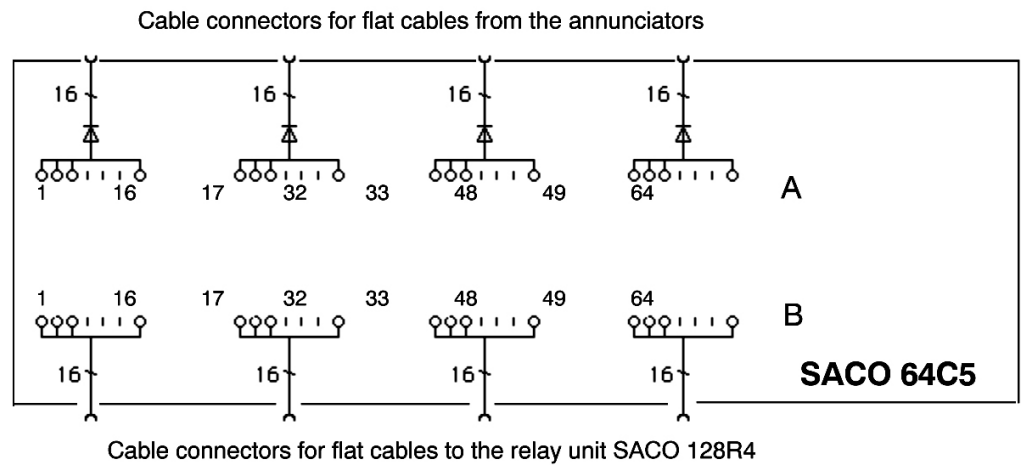 Cable connectors for flat cables from the annunciators
16 16 16 16
1 16 17 32 33 48 49 64 A
1 16 17 32 33 48 49 64 B
16 16 16 16
SACO 64C5
Cable connectors for flat cables to the relay unit SACO 128R4